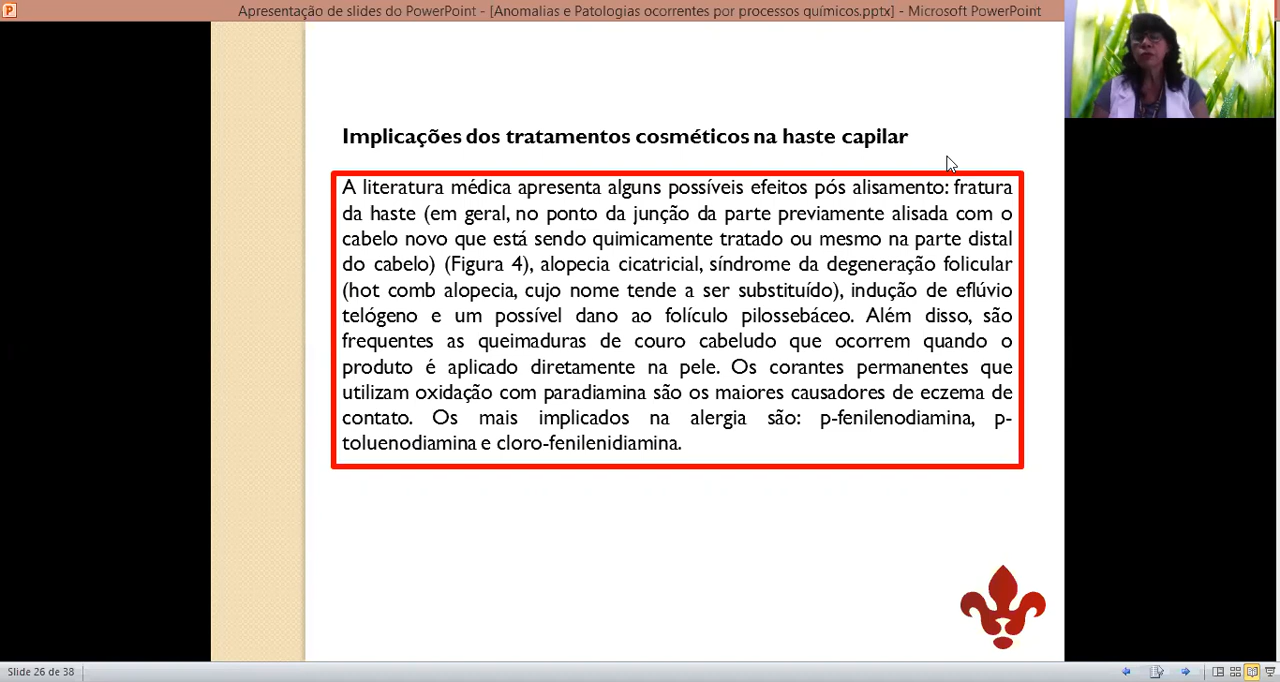 Apresentação de slides do PowerPoint - [Anomalias e Patologias ocorrentes por processos químicos.pptx] - Microsoft PowerPoint
Implicações dos tratamentos cosméticos na haste capilar
A literatura médica apresenta alguns possíveis efeitos pós alisamento: fratura
da haste (em geral, no ponto da junção da parte previamente alisada com o
cabelo novo que está sendo quimicamente tratado ou mesmo na parte distal
do cabelo) (Figura 4), alopecia cicatricial, síndrome da degeneração folicular
(hot comb alopecia, cujo nome tende a ser substituído), indução de eflúvio
telógeno e um possível dano ao folículo pilossebáceo. Além disso, são
frequentes as queimaduras de couro cabeludo que ocorrem quando o
produto é aplicado diretamente na pele. Os corantes permanentes que
utilizam oxidação com paradiamina são os maiores causadores de eczema de
contato. Os mais implicados na alergia são: p-fenilenodiamina, p-
toluenodiamina e cloro-fenilenidiamina.
Slide 26 de 38